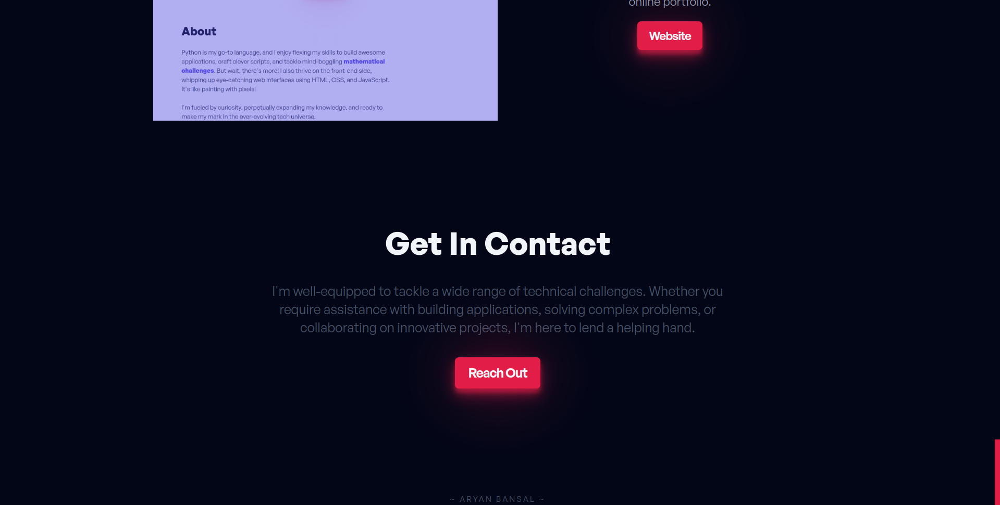 online portfolio.
Website
About
Python is my go-to language, and I enjoy flexing my skills to build awesome
applications, craft clever scripts, and tackle mind-boggling mathematical
challenges. But wait, there's more! I also thrive on the front-end side,
whipping up eye-catching web interfaces using HTML, CSS, and JavaScript.
It's like painting with pixels!
I'm fueled by curiosity, perpetually expanding my knowledge, and ready to
make my mark in the ever-evolving tech universe.
Get In Contact
I'm well-equipped to tackle a wide range of technical challenges. Whether you
require assistance with building applications, solving complex problems, or
collaborating on innovative projects, I'm here to lend a helping hand.
Reach Out
~ ARYAN BANSAL ~